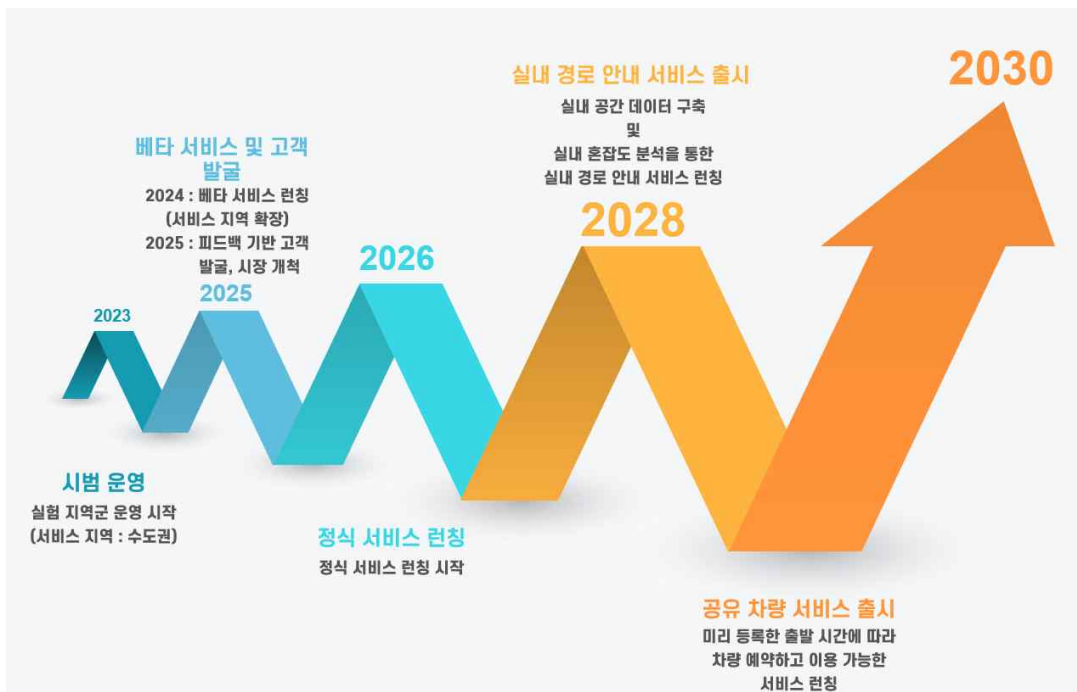 2023
시범 운영
실험 지역군 운영 시작
(서비스 지역 : 수도권)
베타 서비스 및 고객
발굴
2024 : 베타 서비스 런칭
(서비스 지역 확장)
2025 : 피드백 기반 고객
발굴, 시장 개척
2025
2026
정식 서비스 런칭
정식 서비스 런칭 시작
실내 경로 안내 서비스 출시
실내 공간 데이터 구축
및
실내 혼잡도 분석을 통한
실내 경로 안내 서비스 런칭
2028
2030
공유 차량 서비스 출시
미리 등록한 출발 시간에 따라
차량 예약하고 이용 가능한
서비스 런칭